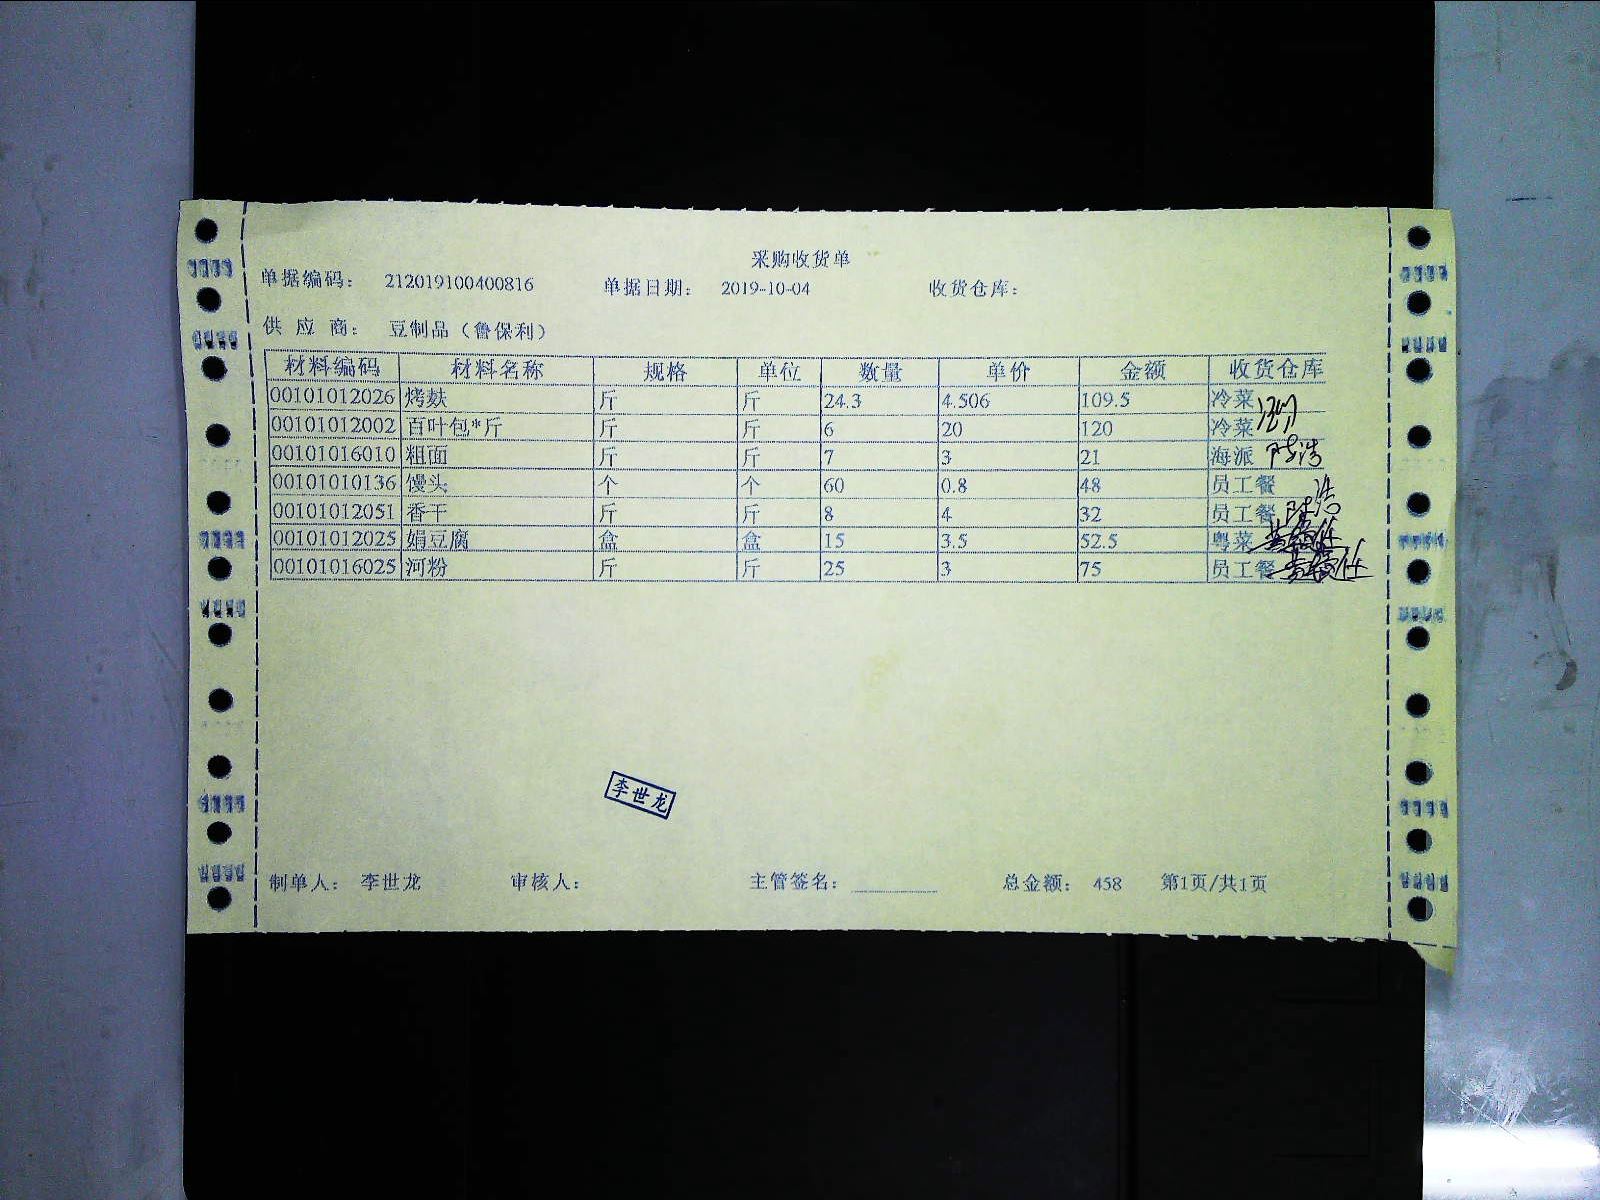 采购收货单
单据编码： 212019100400816 单据日期： 2019-10-04 收货仓库：
供 应 商： 豆制品（鲁保利）
材料编码 材料名称 规格 单位 数量 单价 金额 收货仓库
00101012026 烤麸 斤 斤 24.3 4.506 109.5 冷菜
00101012002 百叶包*斤 斤 斤 6 20 120 冷菜
00101016010 粗面 斤 斤 7 3 21 海派 陈浩
00101010136 馒头 个 个 60 0.8 48 员工餐
00101012051 香干 斤 斤 8 4 32 员工餐 陈浩
00101012025 娟豆腐 盒 盒 15 3.5 52.5 粤菜
00101016025 河粉 斤 斤 25 3 75 员工餐
李世龙
制单人： 李世龙 审核人： 主管签名： 总金额： 458 第1页/共1页